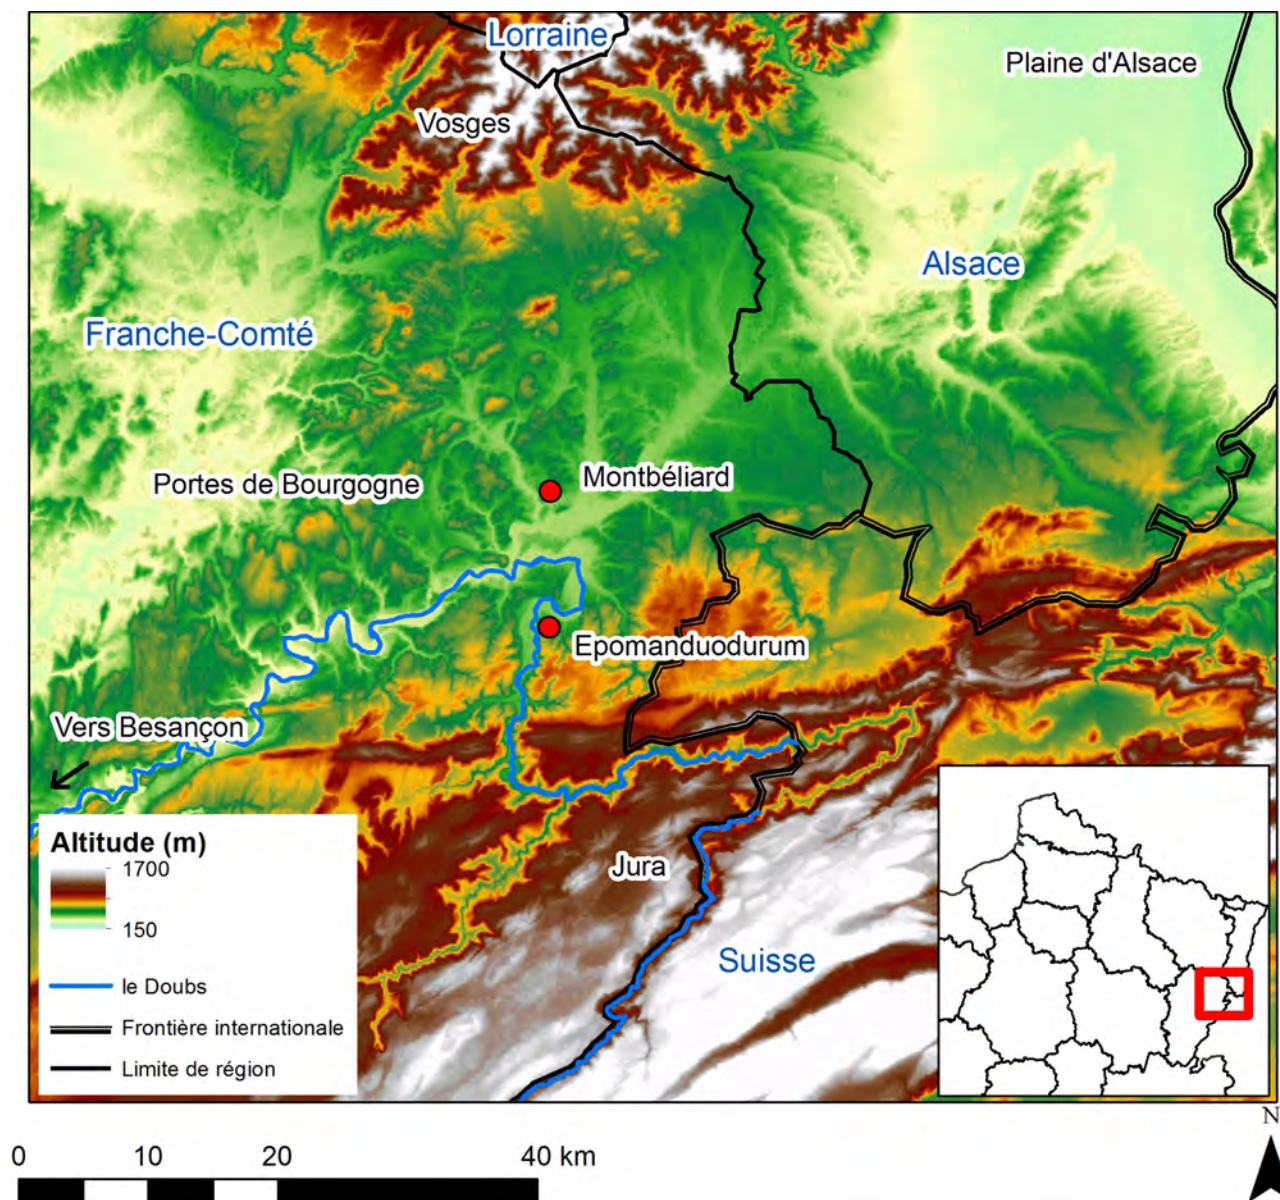 Lorraine
Plaine d'Alsace
Vosges
Alsace
Franche-Comté
Portes de Bourgogne
Montbéliard
Epomanduodurum
Vers Besançon
Altitude (m)
1700
150
le Doubs
Frontière internationale
Limite de région
Jura
Suisse
N
0 10 20 40 km